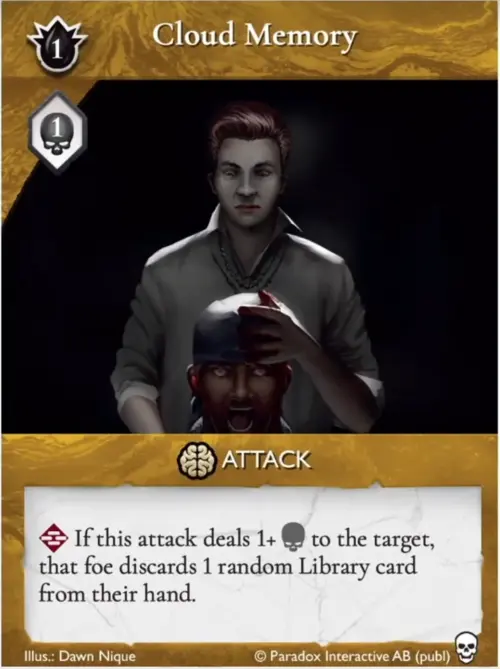 1
Cloud Memory
1
ATTACK
If this attack deals 1+ to the target,
that foe discards 1 random Library card
from their hand.
Illus.: Dawn Nique
© Paradox Interactive AB (publ)